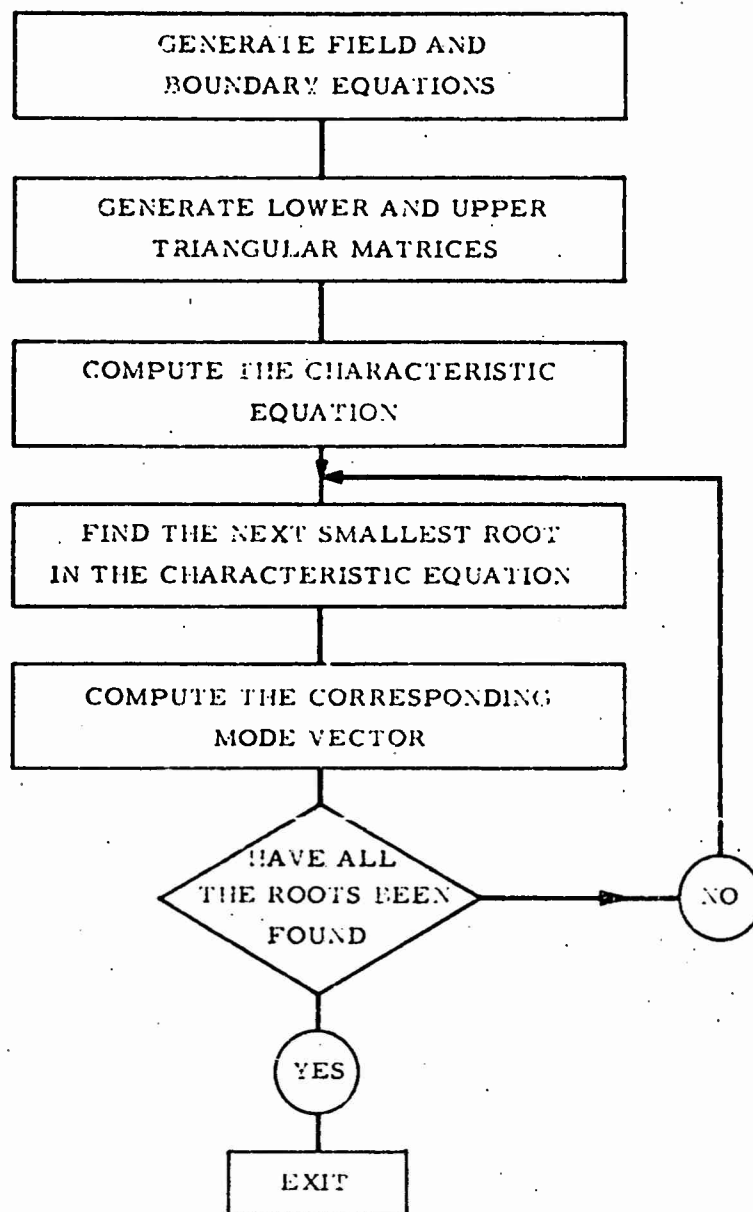 GENERATE FIELD AND
BOUNDARY EQUATIONS
GENERATE LOWER AND UPPER
TRIANGULAR MATRICES
COMPUTE THE CHARACTERISTIC
EQUATION
FIND THE NEXT SMALLEST ROOT
IN THE CHARACTERISTIC EQUATION
COMPUTE THE CORRESPONDING
MODE VECTOR
HAVE ALL
THE ROOTS BEEN
FOUND
NO
YES
EXIT